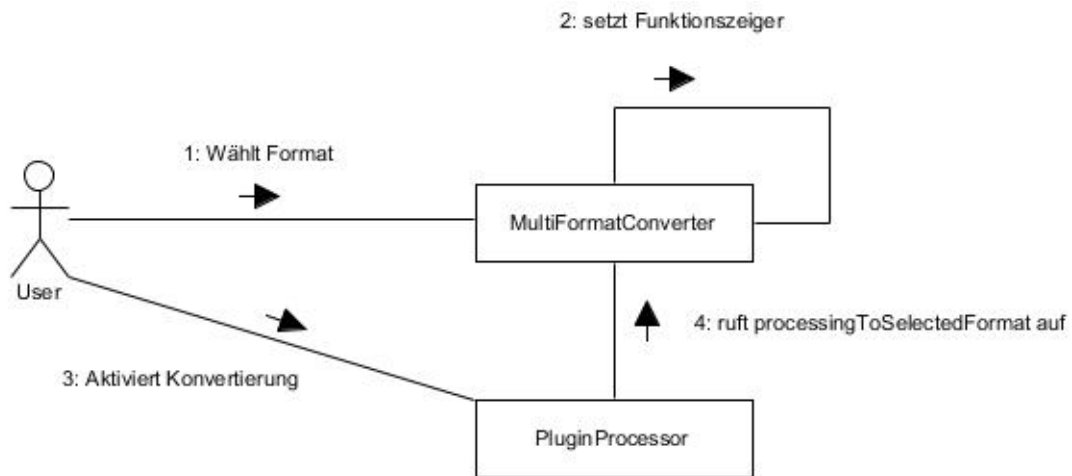 2: setzt Funktionszeiger
1: Wählt Format
MultiFormatConverter
User
4: ruft processingToSelectedFormat auf
3: Aktiviert Konvertierung
PluginProcessor